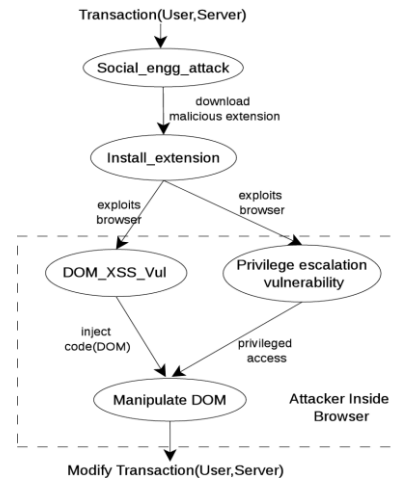 Transaction(User,Server)
Social_engg_attack
download
malicious extension
Install_extension
exploits
browser
exploits
browser
DOM_XSS_Vul
Privilege escalation
vulnerability
inject
code(DOM)
privileged
access
Manipulate DOM
Attacker Inside
Browser
Modify Transaction(User,Server)